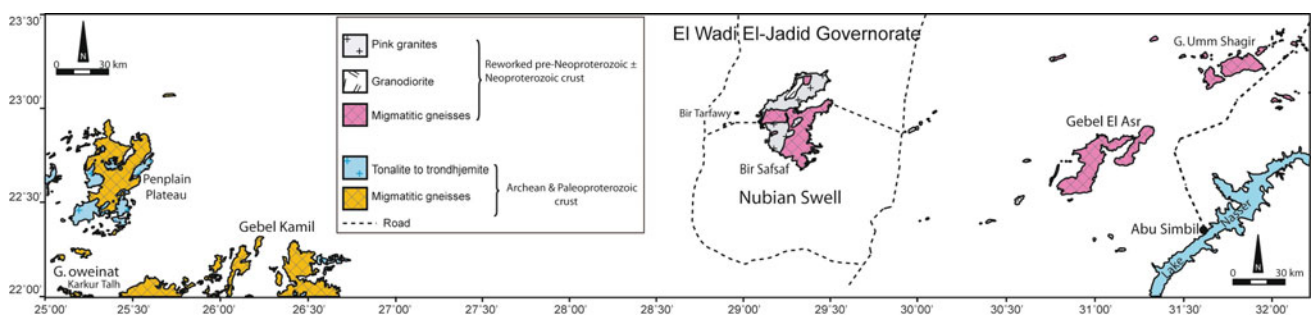 23°30'
23°00'
22°30'
22°00'
N
0 30 km
Pink granites
Granodiorite
Migmatitic gneisses
Reworked pre-Neoproterozoic ±
Neoproterozoic crust
Tonalite to trondhjemite
Migmatitic gneisses
Archean & Paleoproterozoic
crust
Road
Penplain
Plateau
Gebel Kamil
G. oweinat
Karkur Talh
El Wadi El-Jadid Governorate
Bir Tarfawy
Bir Safsaf
Nubian Swell
G. Umm Shagir
Gebel El Asr
Abu Simbil
Lake Nasser
N
0 30 km
25°00' 25°30' 26°00' 26°30' 27°00' 27°30' 28°00' 28°30' 29°00' 29°30' 30°00' 30°30' 31°00' 31°30' 32°00'